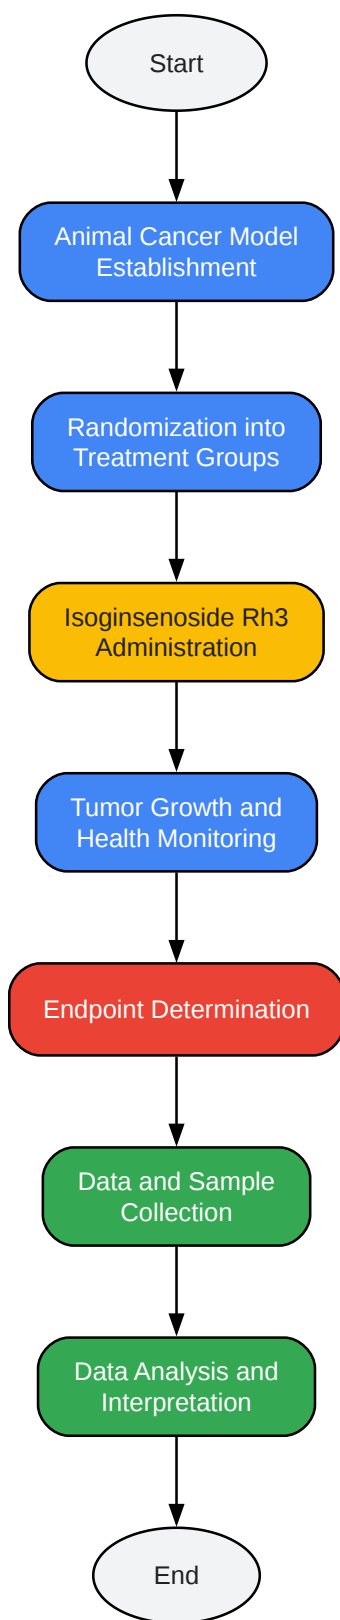 Start
Animal Cancer Model
Establishment
Randomization into
Treatment Groups
Isoginsenoside Rh3
Administration
Tumor Growth and
Health Monitoring
Endpoint Determination
Data and Sample
Collection
Data Analysis and
Interpretation
End